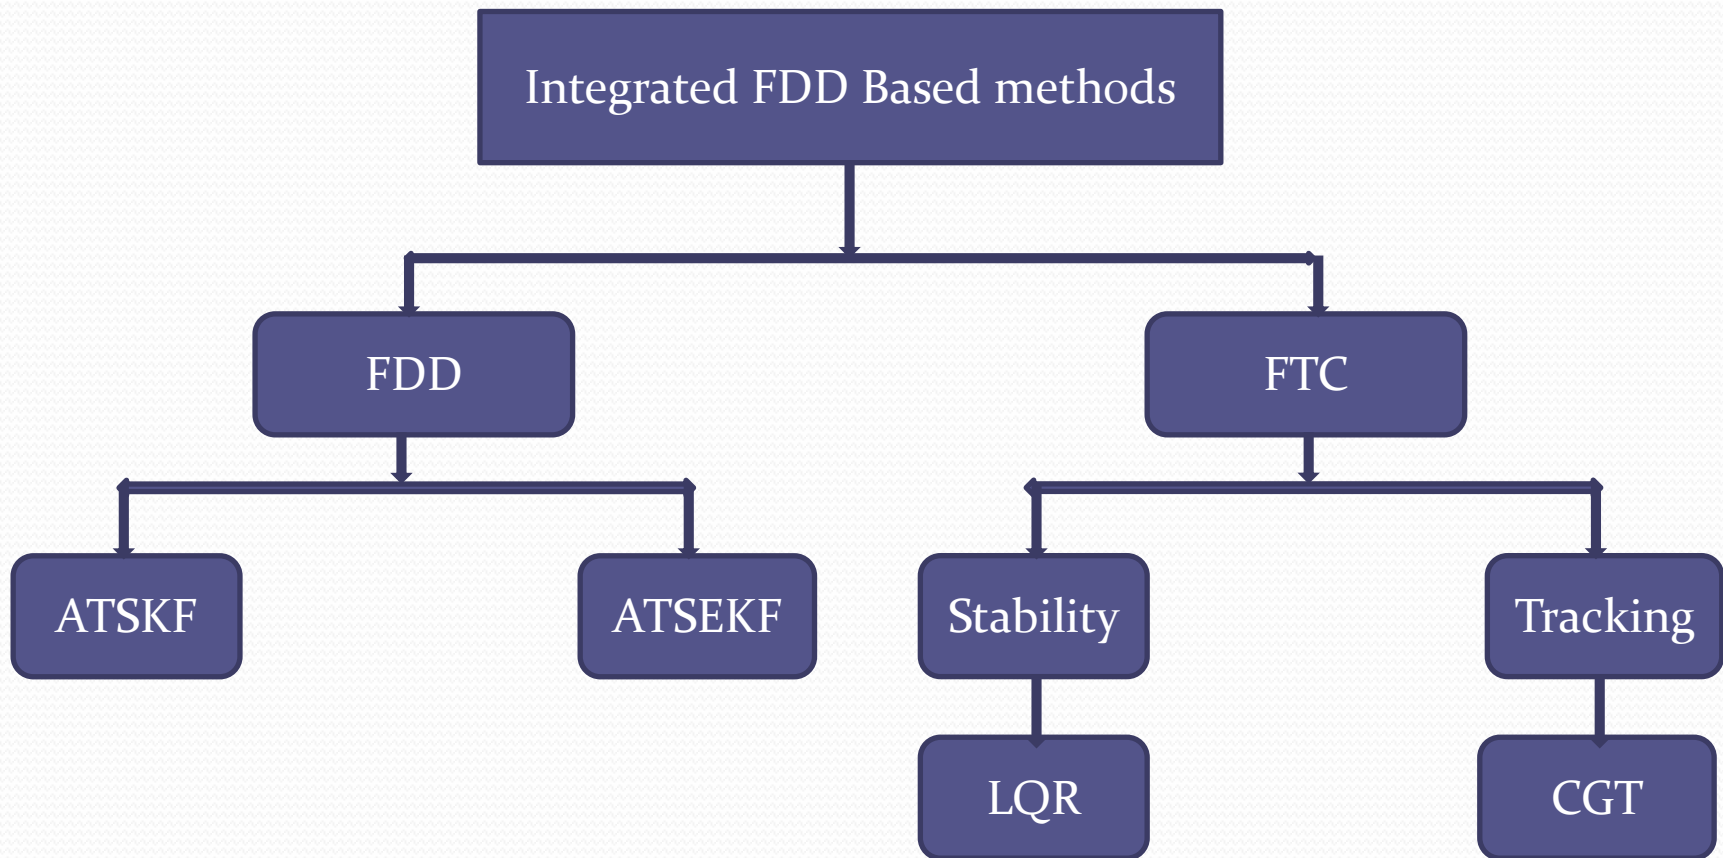 Integrated FDD Based methods
FDD
FTC
ATSKF
ATSEKF
Stability
Tracking
LQR
CGT